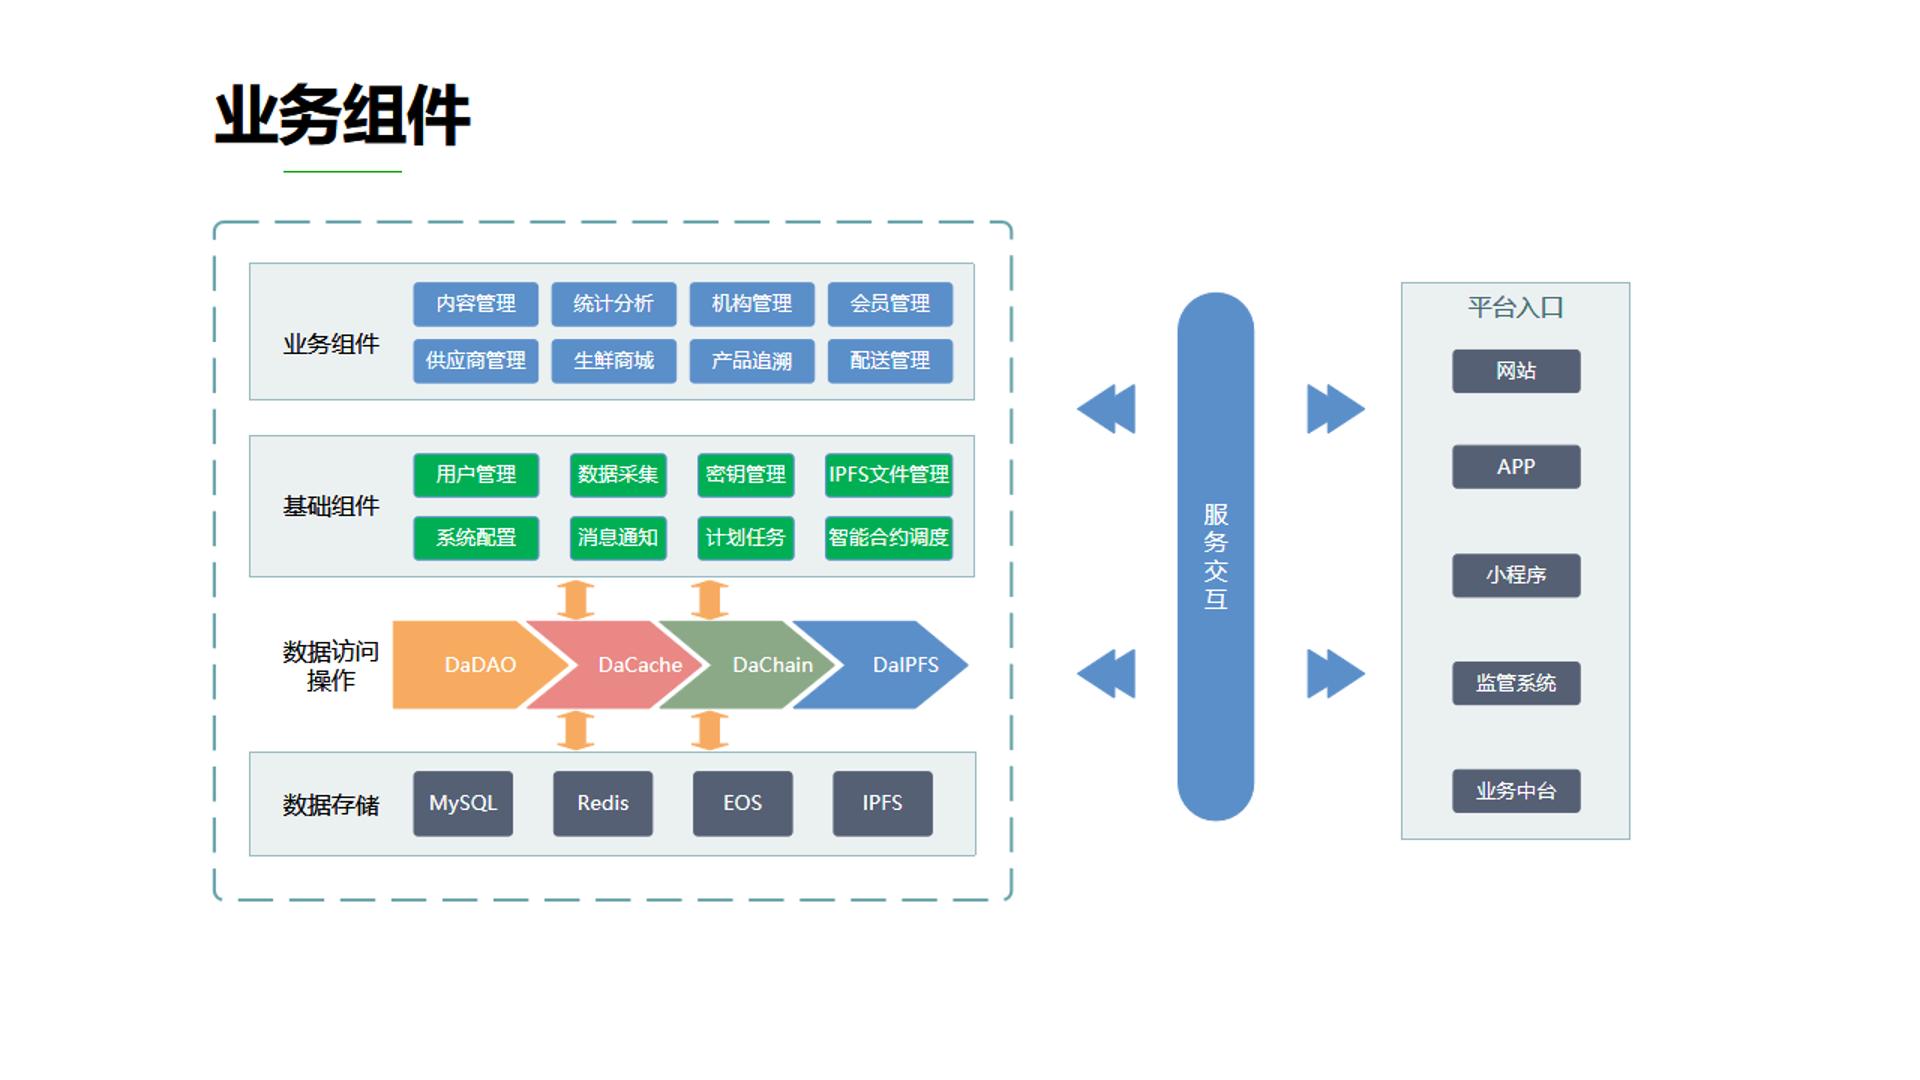 业务组件
业务组件
内容管理
统计分析
机构管理
会员管理
供应商管理
生鲜商城
产品追溯
配送管理
基础组件
用户管理
数据采集
密钥管理
IPFS文件管理
系统配置
消息通知
计划任务
智能合约调度
数据访问
操作
DaDAO
DaCache
DaChain
DaIPFS
数据存储
MySQL
Redis
EOS
IPFS
服
务
交
互
平台入口
网站
APP
小程序
监管系统
业务中台